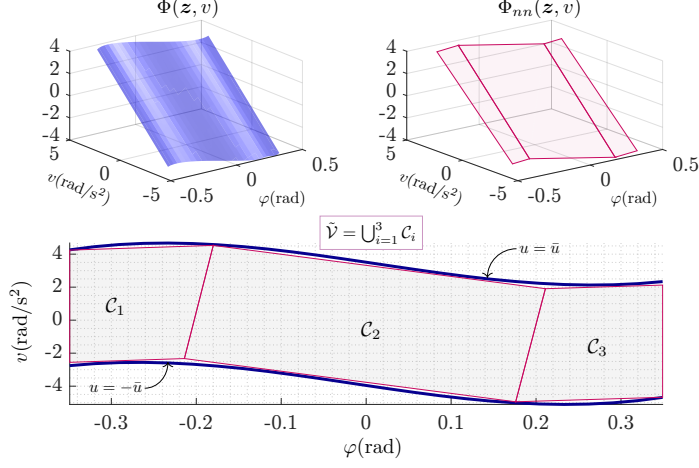 Φ(z, v)
4
2
0
-2
-4
5
0
-5
v(rad/s²)
-0.5
0
0.5
φ(rad)
Φnn(z, v)
4
2
0
-2
-4
5
0
-5
v(rad/s²)
-0.5
0
0.5
φ(rad)
Ṽ = ⋃³ᵢ₌₁ Cᵢ
4
2
0
-2
-4
v(rad/s²)
u = ū
C₁
C₂
C₃
u = −ū
-0.3
-0.2
-0.1
0
0.1
0.2
0.3
φ(rad)